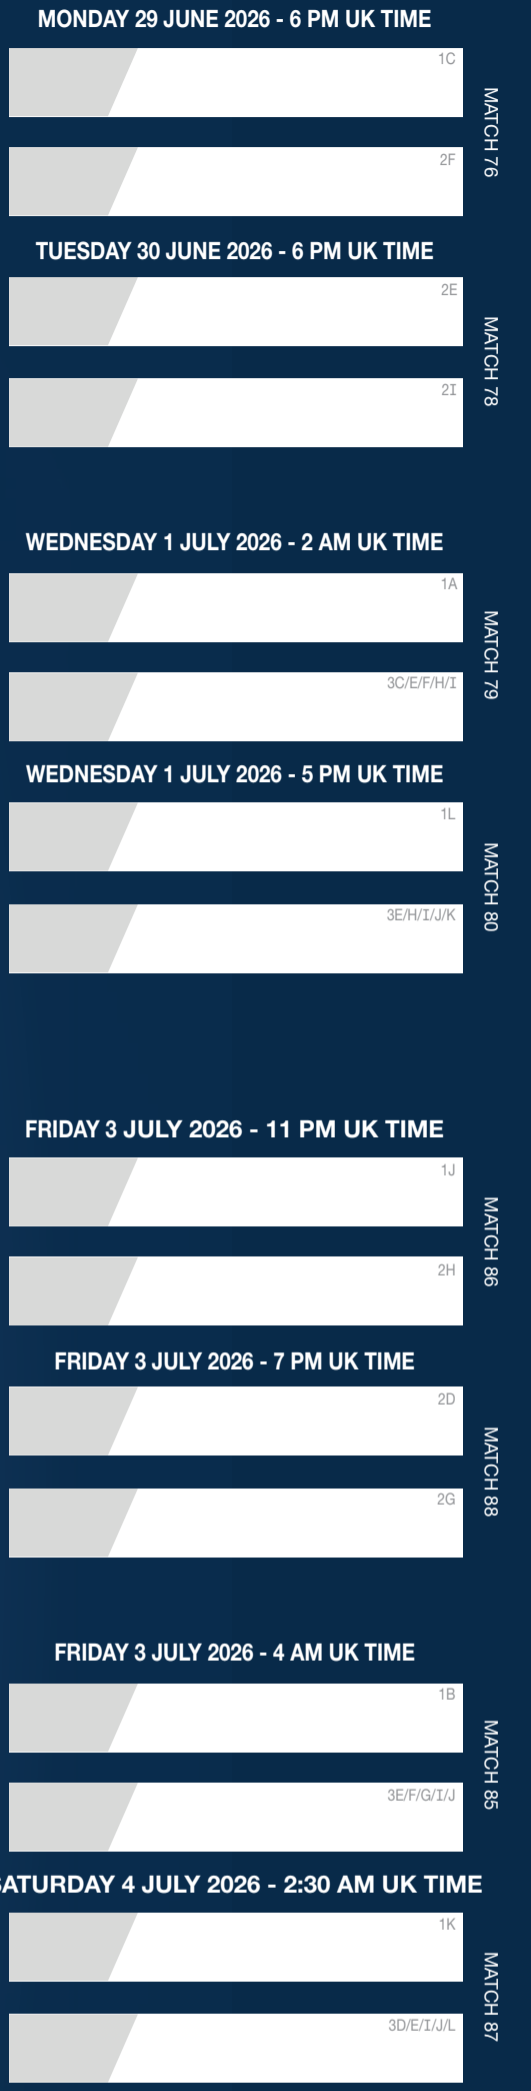 MONDAY 29 JUNE 2026 - 6 PM UK TIME
1C
MATCH 76
2F
TUESDAY 30 JUNE 2026 - 6 PM UK TIME
2E
MATCH 78
2I
WEDNESDAY 1 JULY 2026 - 2 AM UK TIME
1A
MATCH 79
3C/E/F/H/I
WEDNESDAY 1 JULY 2026 - 5 PM UK TIME
1L
MATCH 80
3E/H/I/J/K
FRIDAY 3 JULY 2026 - 11 PM UK TIME
1J
MATCH 86
2H
FRIDAY 3 JULY 2026 - 7 PM UK TIME
2D
MATCH 88
2G
FRIDAY 3 JULY 2026 - 4 AM UK TIME
1B
MATCH 85
3E/F/G/I/J
SATURDAY 4 JULY 2026 - 2:30 AM UK TIME
1K
MATCH 87
3D/E/I/J/L